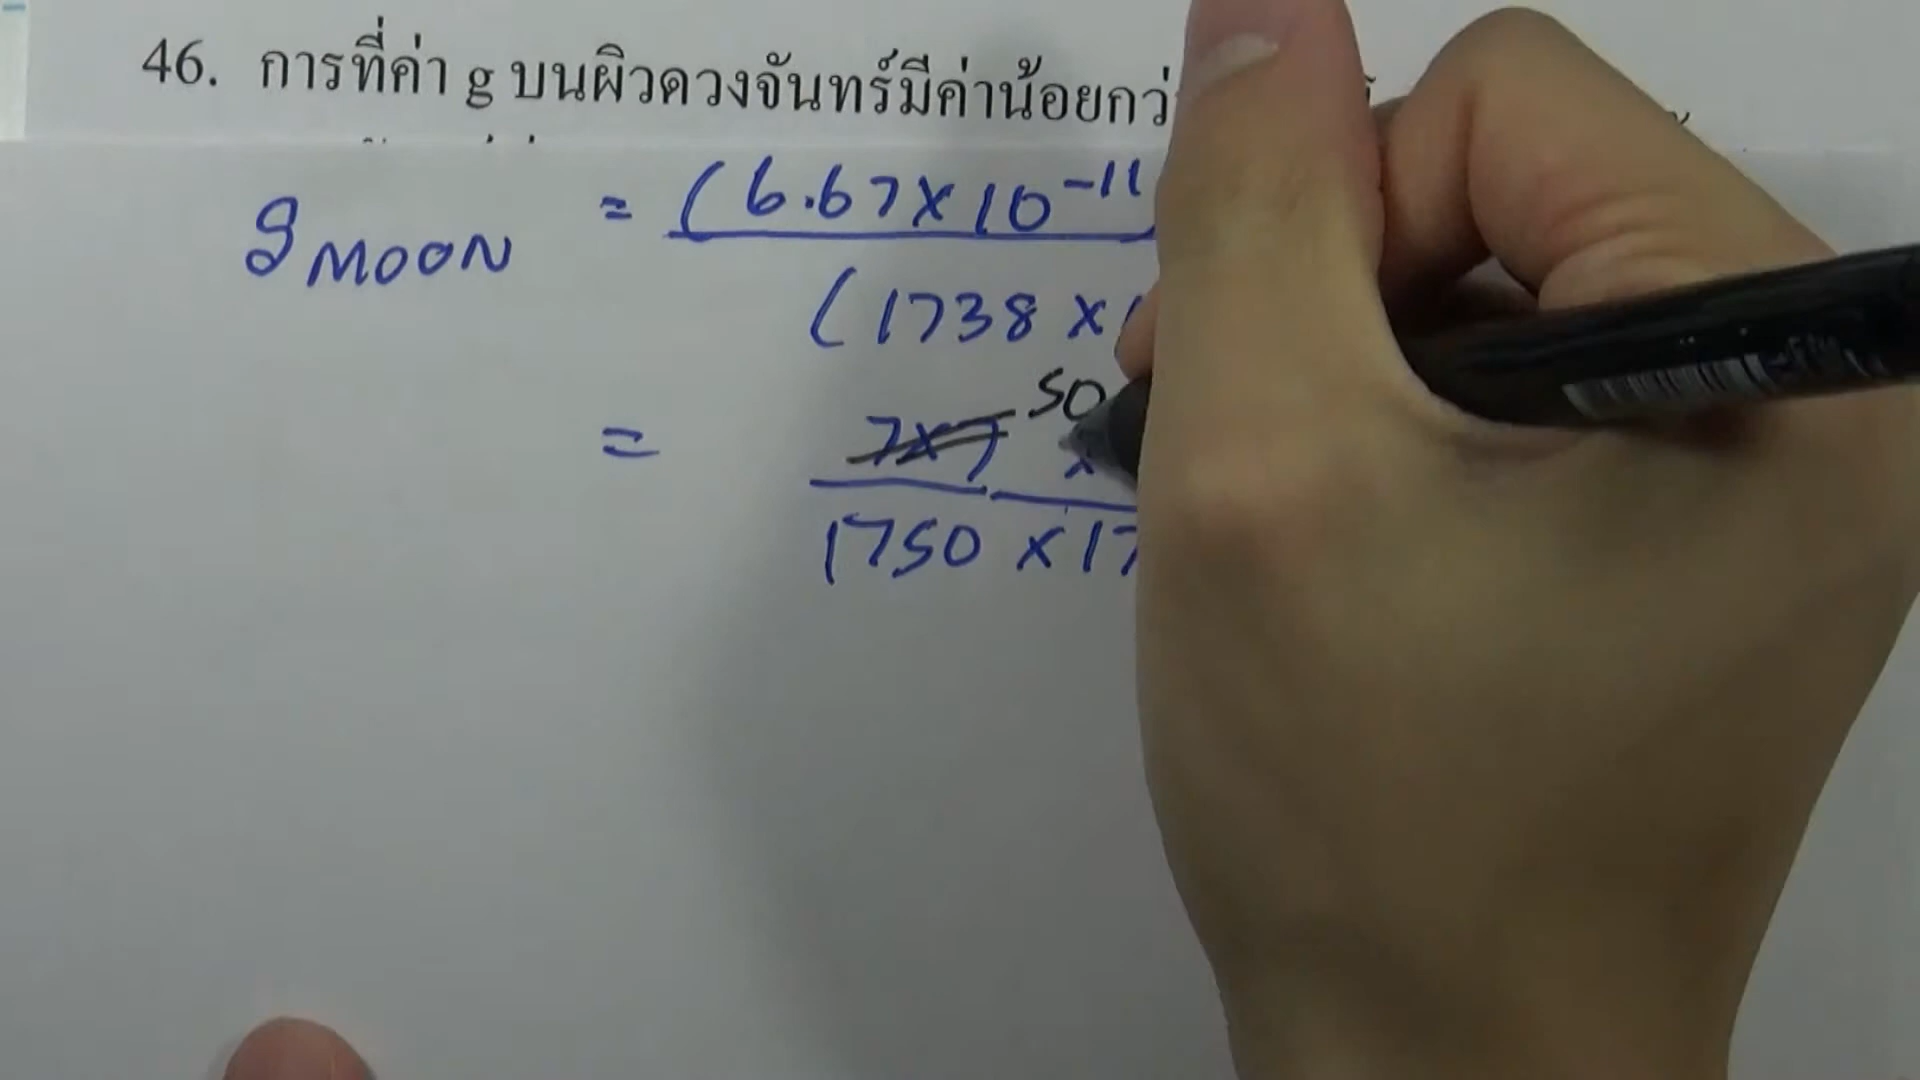 46. การที่ค่า g บนผิวดวงจันทร์มีค่าน้อยกว่
g MOON = (6.67 × 10⁻¹¹
(1738 ×
50
= 7×7 ×
1750 × 17